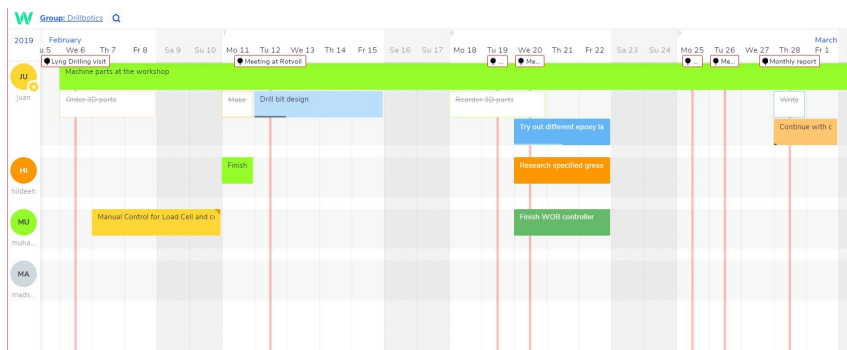 W Group: Drillbotics
7 8 9
2019 February March
u 5 We 6 Th 7 Fr 8 Sa 9 Su 10 Mo 11 Tu 12 We 13 Th 14 Fr 15 Sa 16 Su 17 Mo 18 Tu 19 We 20 Th 21 Fr 22 Sa 23 Su 24 Mo 25 Tu 26 We 27 Th 28 Fr 1
Lyng Drilling visit Meeting at Rotvoll ... Me... ... Me... Monthly report
JU Machine parts at the workshop
juan Order 3D parts Make Drill bit design Reorder 3D parts Write
Try out different epoxy la Continue with c
HI Finish Research specified greas
hildeeh
MU Manual Control for Load Cell and c Finish WOB controller
muha...
MA
mads...